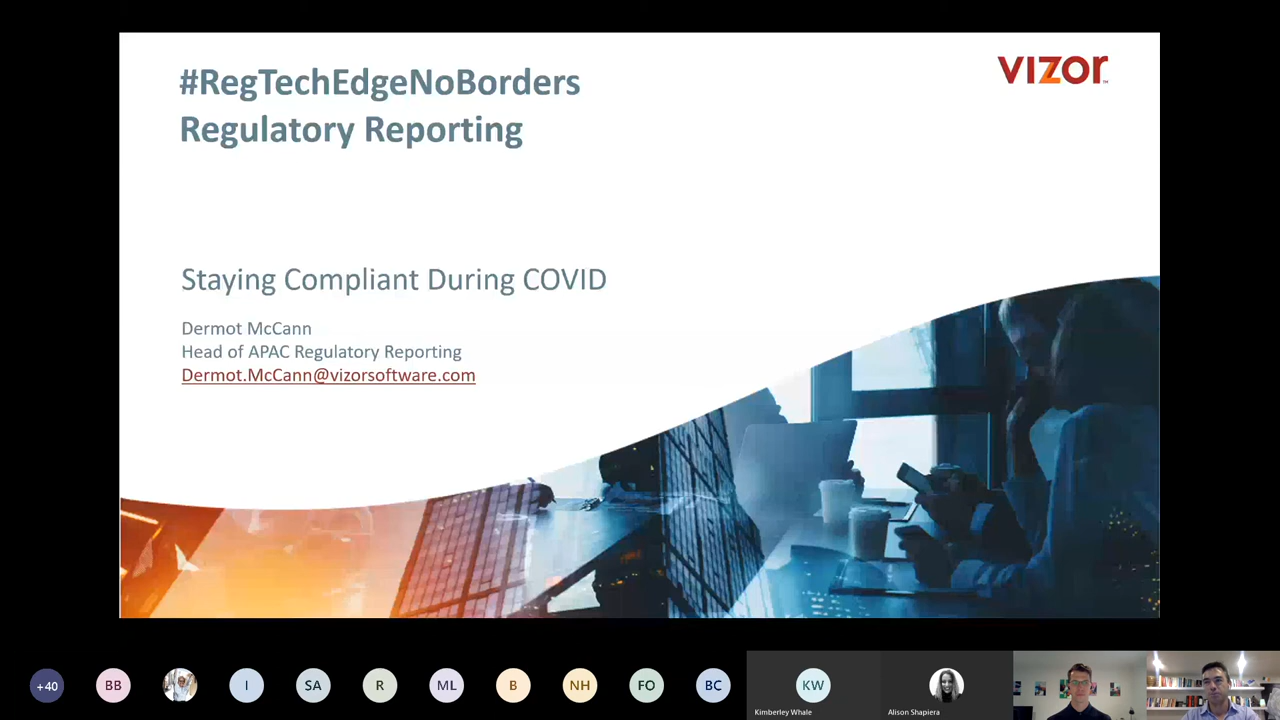 #RegTechEdgeNoBorders
Regulatory Reporting
VIZOr
Staying Compliant During COVID
Dermot McCann
Head of APAC Regulatory Reporting
Dermot.McCann@vizorsoftware.com
+40
BB
I
SA
R
ML
B
NH
FO
BC
KW
Kimberley Whale
Alison Shapiera